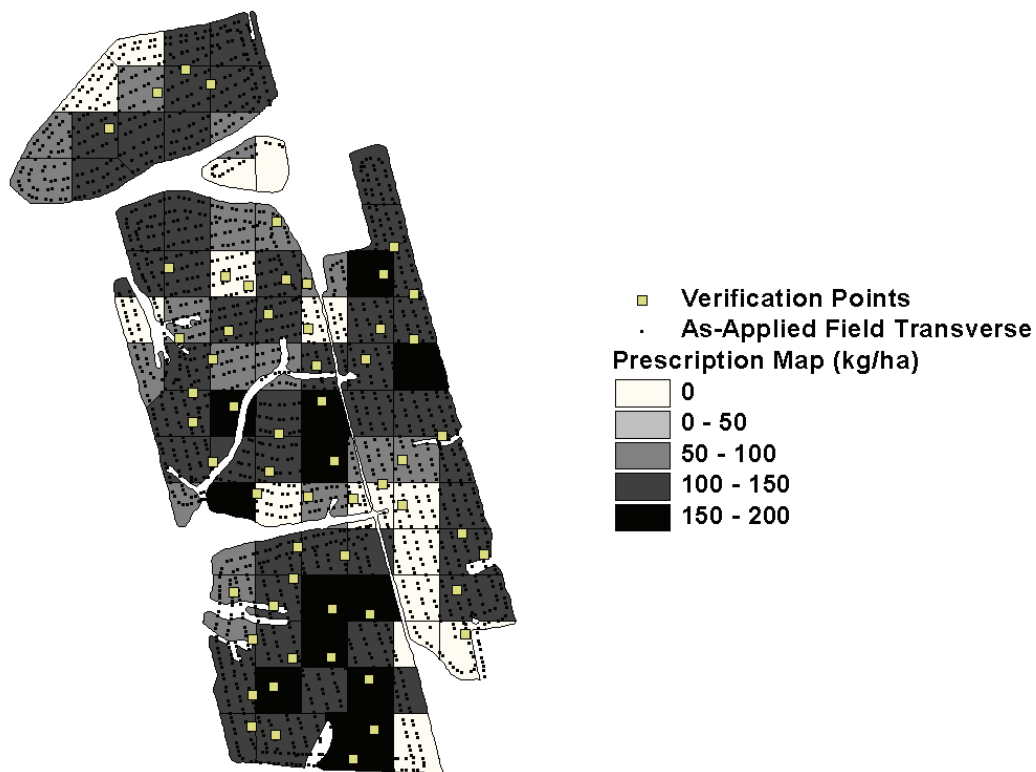 Verification Points
As-Applied Field Transverse
Prescription Map (kg/ha)
0
0 - 50
50 - 100
100 - 150
150 - 200